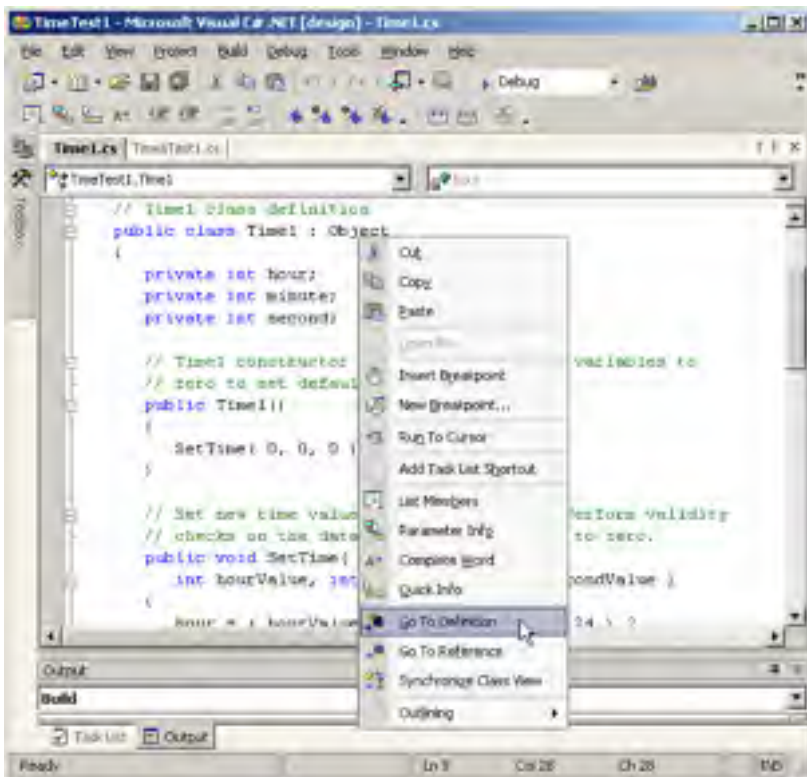 TimeTest1 - Microsoft Visual C# .NET [design] - Time1.cs
File Edit View Project Build Debug Tools Window Help
Debug
Time1.cs TimeTest1.cs
TimeTest1.Time1
Toolbox
// Time1 class definition
public class Time1 : Object
{
private int hour;
private int minute;
private int second;
// Time1 constructor variables to
// zero to set defaul
public Time1()
{
SetTime( 0, 0, 0 )
}
// Set new time value perform validity
// checks on the data to zero.
public void SetTime(
int hourValue, int condValue )
{
hour = ( hourValue 24 ) ?
Cut
Copy
Paste
Insert Breakpoint
New Breakpoint...
Run To Cursor
Add Task List Shortcut
List Members
Parameter Info
Complete Word
Quick Info
Go To Definition
Go To Reference
Synchronize Class View
Outlining
Output
Build
Task List Output
Ready Ln 9 Col 28 Ch 28 INS